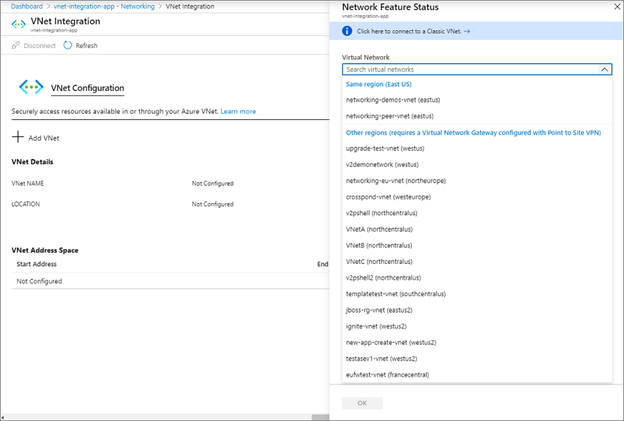 Dashboard > vnet-integration-app - Networking > VNet Integration
VNet Integration
vnet-integration-app
Disconnect Refresh
VNet Configuration
Securely access resources available in or through your Azure VNet. Learn more
Add VNet
VNet Details
VNet NAME Not Configured
LOCATION Not Configured
VNet Address Space
Start Address End
Not Configured
Network Feature Status
vnet-integration-app
Click here to connect to a Classic VNet. →
Virtual Network
Search virtual networks
Same region (East US)
networking-demos-vnet (eastus)
networking-peer-vnet (eastus)
Other regions (requires a Virtual Network Gateway configured with Point to Site VPN)
upgrade-test-vnet (westus)
v2demonetwork (westus)
networking-eu-vnet (northeurope)
crosspond-vnet (westeurope)
v2pshell (northcentralus)
VNetA (northcentralus)
VNetB (northcentralus)
VNetC (northcentralus)
v2pshell2 (northcentralus)
templatetest-vnet (southcentralus)
jboss-rg-vnet (eastus2)
ignite-vnet (westus2)
new-app-create-vnet (westus2)
testasev1-vnet (westus2)
eufwtest-vnet (francecentral)
OK